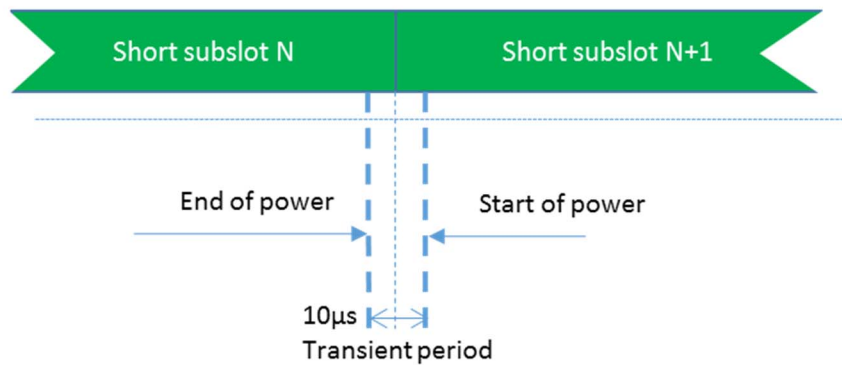 Short subslot N
Short subslot N+1
End of power
Start of power
10µs
Transient period